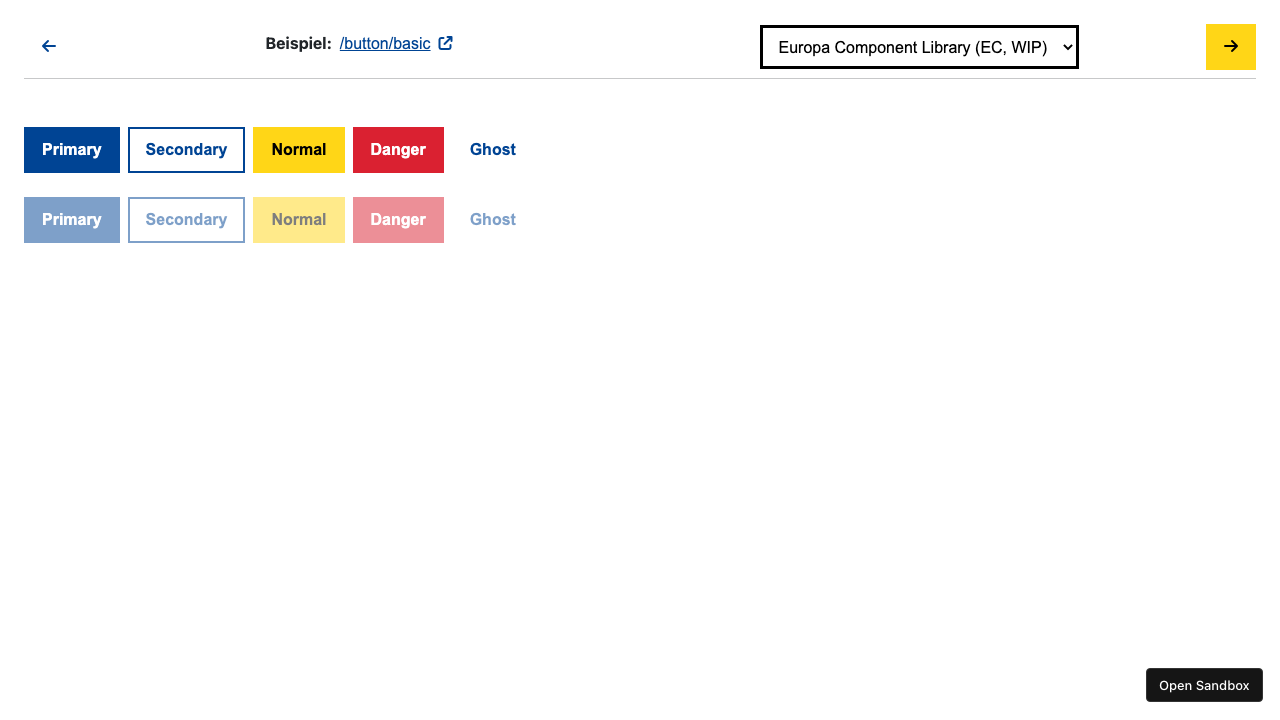 Beispiel: /button/basic
Europa Component Library (EC, WIP)
Primary Secondary Normal Danger Ghost
Primary Secondary Normal Danger Ghost
Open Sandbox